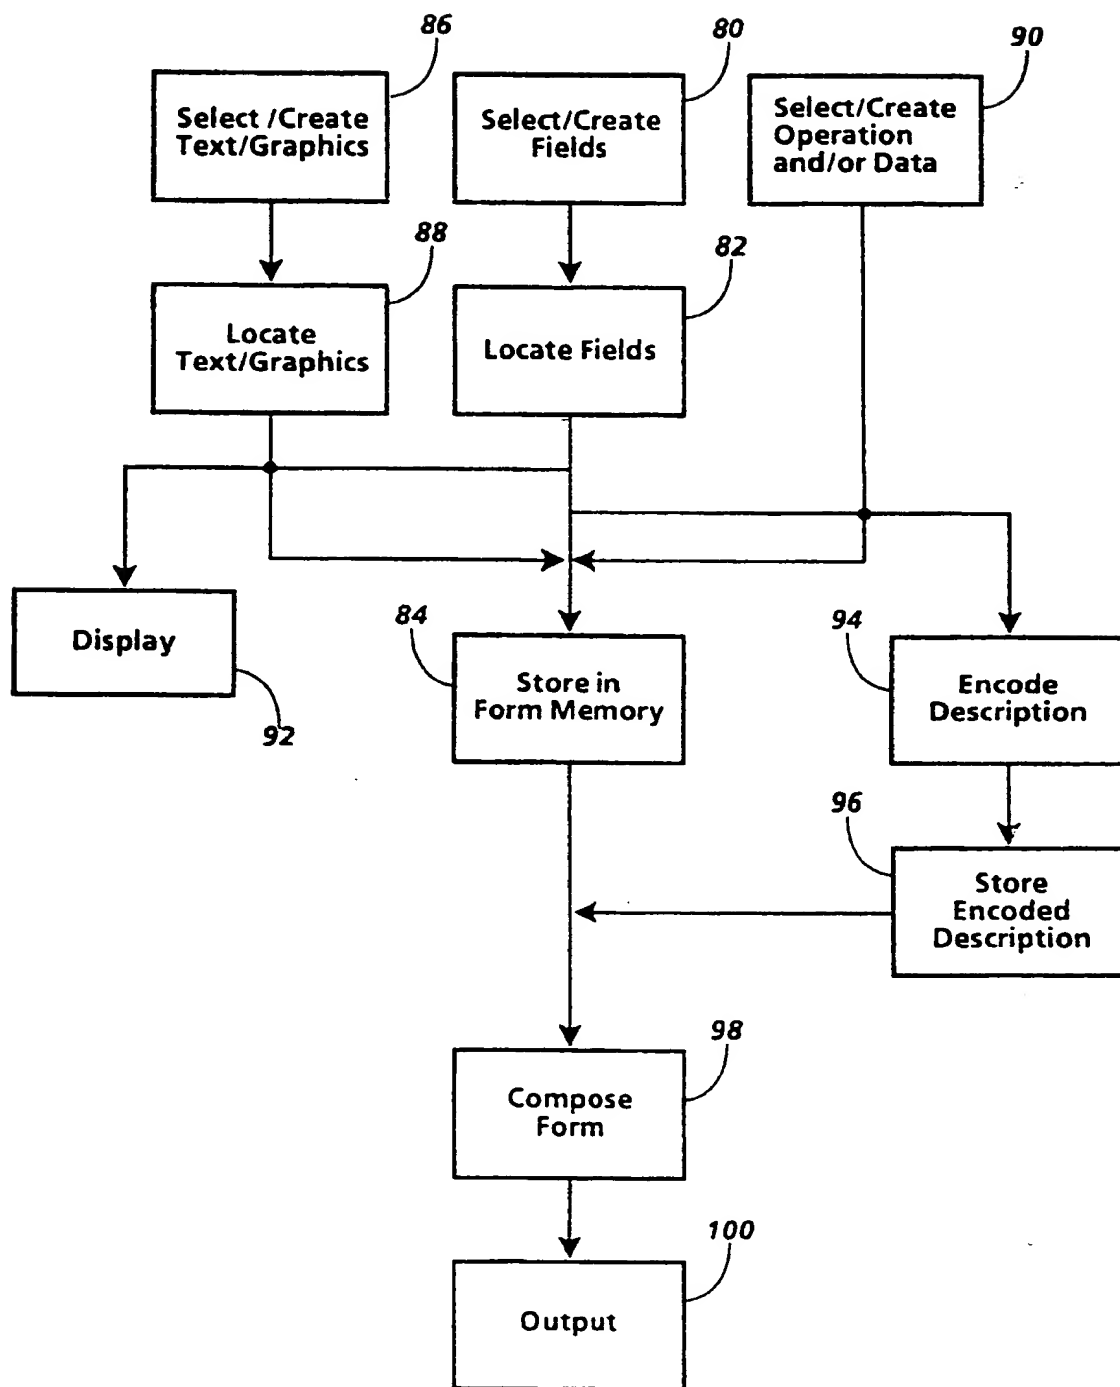 86
80
90
Select /Create
Text/Graphics
Select/Create
Fields
Select/Create
Operation
and/or Data
88
82
Locate
Text/Graphics
Locate Fields
Display
92
84
Store in
Form Memory
94
Encode
Description
96
Store
Encoded
Description
98
Compose
Form
100
Output